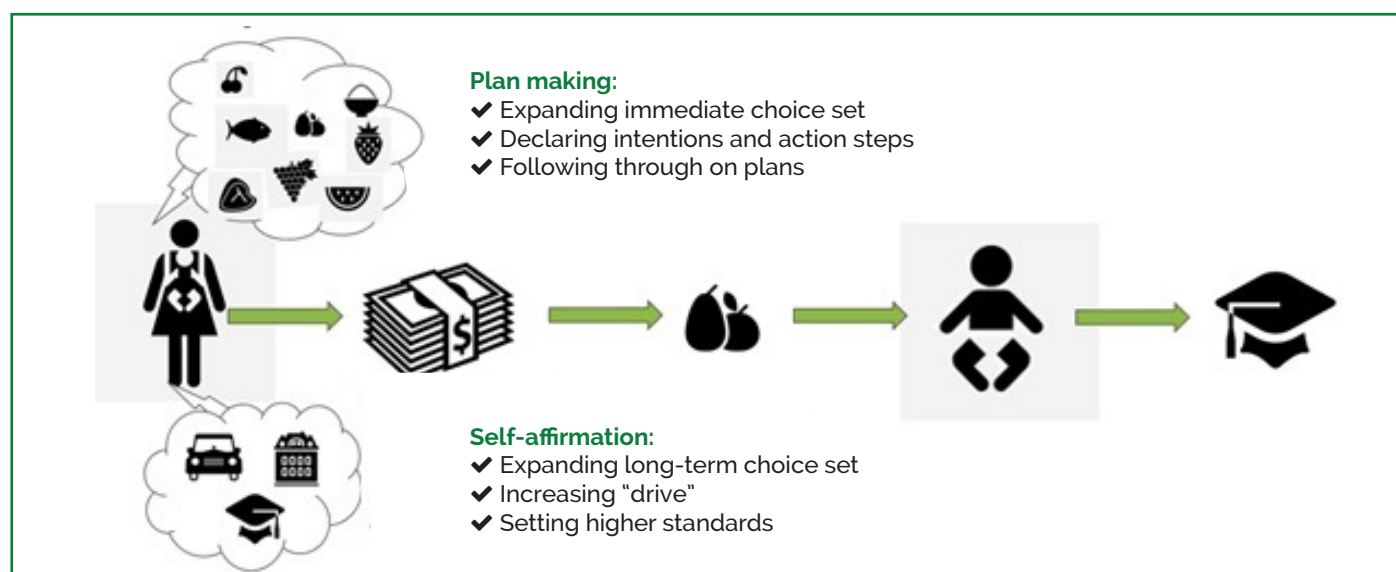 Plan making:
✔ Expanding immediate choice set
✔ Declaring intentions and action steps
✔ Following through on plans
$
Self-affirmation:
✔ Expanding long-term choice set
✔ Increasing "drive"
✔ Setting higher standards